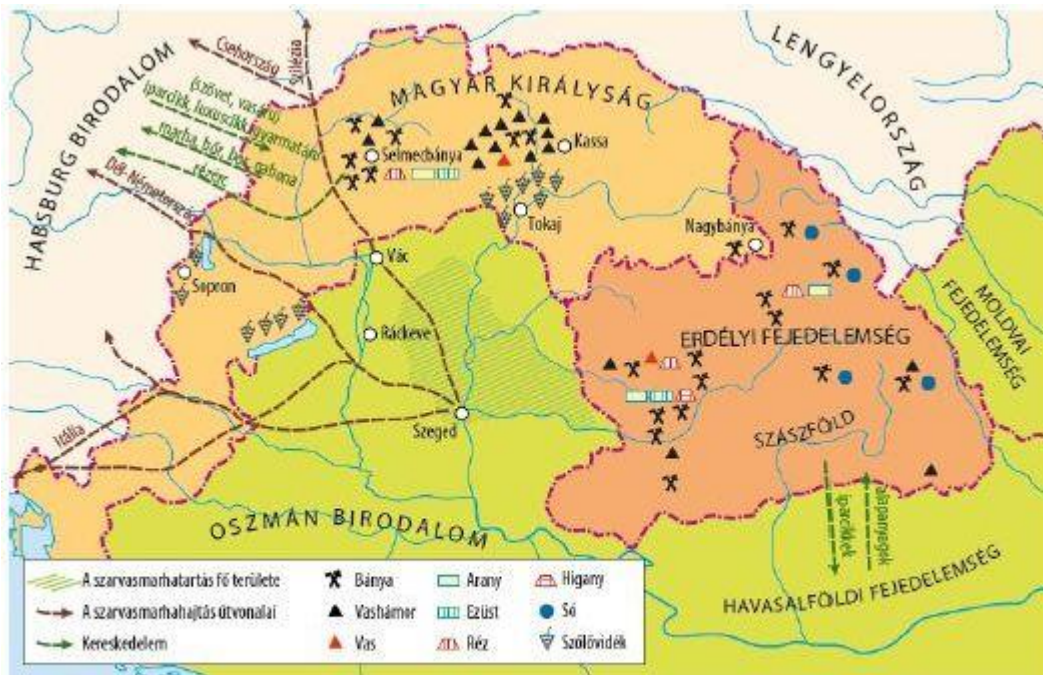 HABSBURG BIRODALOM
Csehország
Szilézia
(szövet, vasáru)
iparcikk, luxuscikk, gyarmatáru
marha, bőr, bor, gabona
rézérc
Dél-Németország
MAGYAR KIRÁLYSÁG
LENGYELORSZÁG
Selmecbánya
Kassa
Tokaj
Nagybánya
Sopron
Vác
Ráckeve
Szeged
Itália
ERDÉLYI FEJEDELEMSÉG
MOLDVAI
FEJEDELEMSÉG
SZÁSZFÖLD
iparcikkek
alapanyagok
OSZMÁN BIRODALOM
HAVASALFÖLDI FEJEDELEMSÉG
A szarvasmarhatartás fő területe
A szarvasmarhahajtás útvonalai
Kereskedelem
Bánya
Vashámor
Vas
Arany
Ezüst
Réz
Higany
Só
Szőlővidék